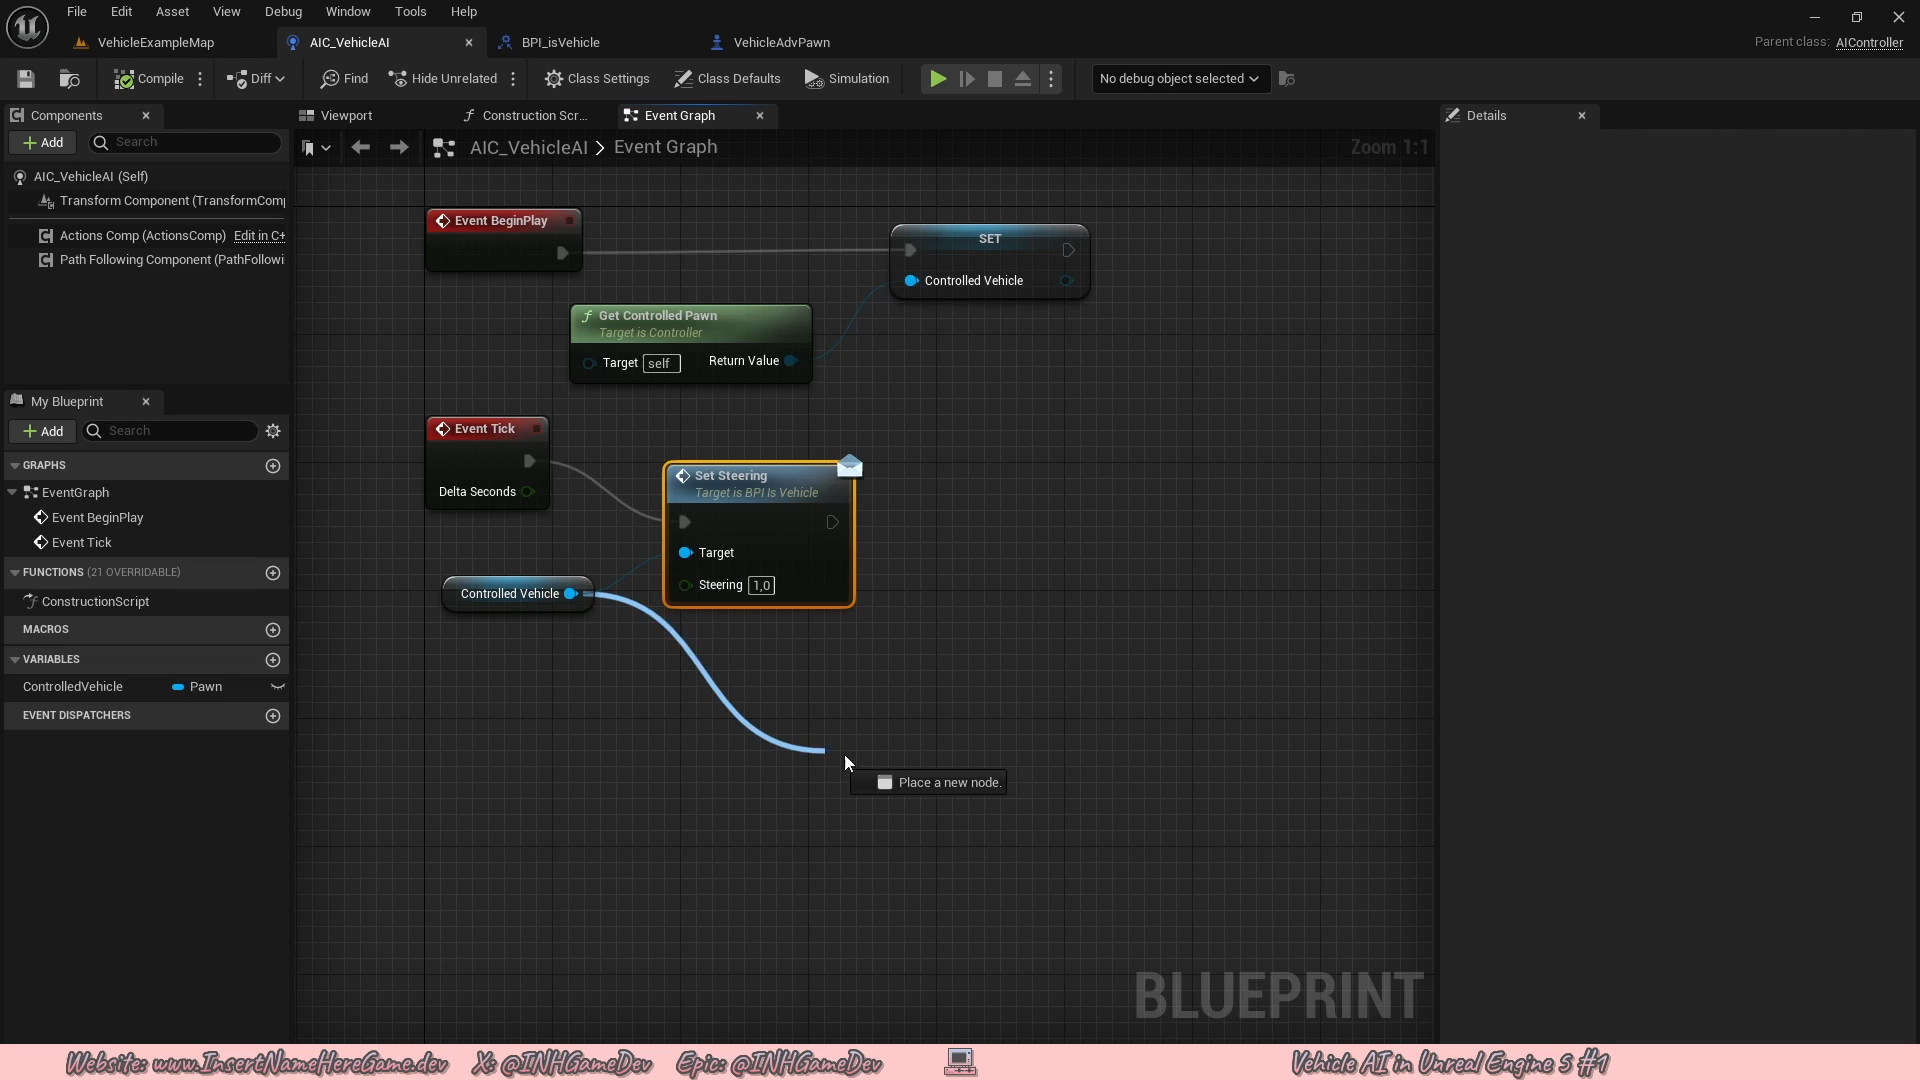 File Edit Asset View Debug Window Tools Help
VehicleExampleMap
AIC_VehicleAI
BPI_isVehicle
VehicleAdvPawn
Parent class: AIController
Compile
Diff
Find
Hide Unrelated
Class Settings
Class Defaults
Simulation
No debug object selected
Components
Add
Search
AIC_VehicleAI (Self)
Transform Component (TransformComp
Actions Comp (ActionsComp) Edit in C+
Path Following Component (PathFollowi
My Blueprint
Add
Search
GRAPHS
EventGraph
Event BeginPlay
Event Tick
FUNCTIONS (21 OVERRIDABLE)
ConstructionScript
MACROS
VARIABLES
ControlledVehicle Pawn
EVENT DISPATCHERS
Viewport
Construction Scr...
Event Graph
AIC_VehicleAI > Event Graph
Zoom 1:1
Event BeginPlay
SET
Controlled Vehicle
Get Controlled Pawn
Target is Controller
Target self Return Value
Event Tick
Delta Seconds
Set Steering
Target is BPI Is Vehicle
Target
Steering 1,0
Controlled Vehicle
Place a new node.
BLUEPRINT
Details
Website: www.InsertNameHereGame.dev X: @INHGameDev Epic: @INHGameDev
Vehicle AI in Unreal Engine 5 #1